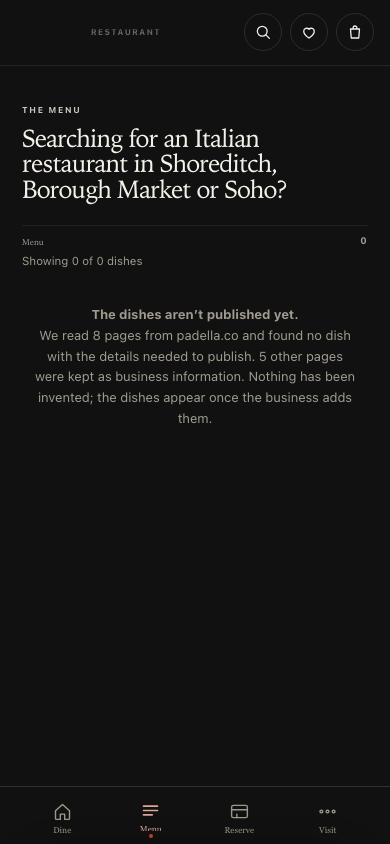 RESTAURANT
THE MENU
Searching for an Italian
restaurant in Shoreditch,
Borough Market or Soho?
Menu 0
Showing 0 of 0 dishes
The dishes aren’t published yet.
We read 8 pages from padella.co and found no dish
with the details needed to publish. 5 other pages
were kept as business information. Nothing has been
invented; the dishes appear once the business adds
them.
Dine Menu Reserve Visit